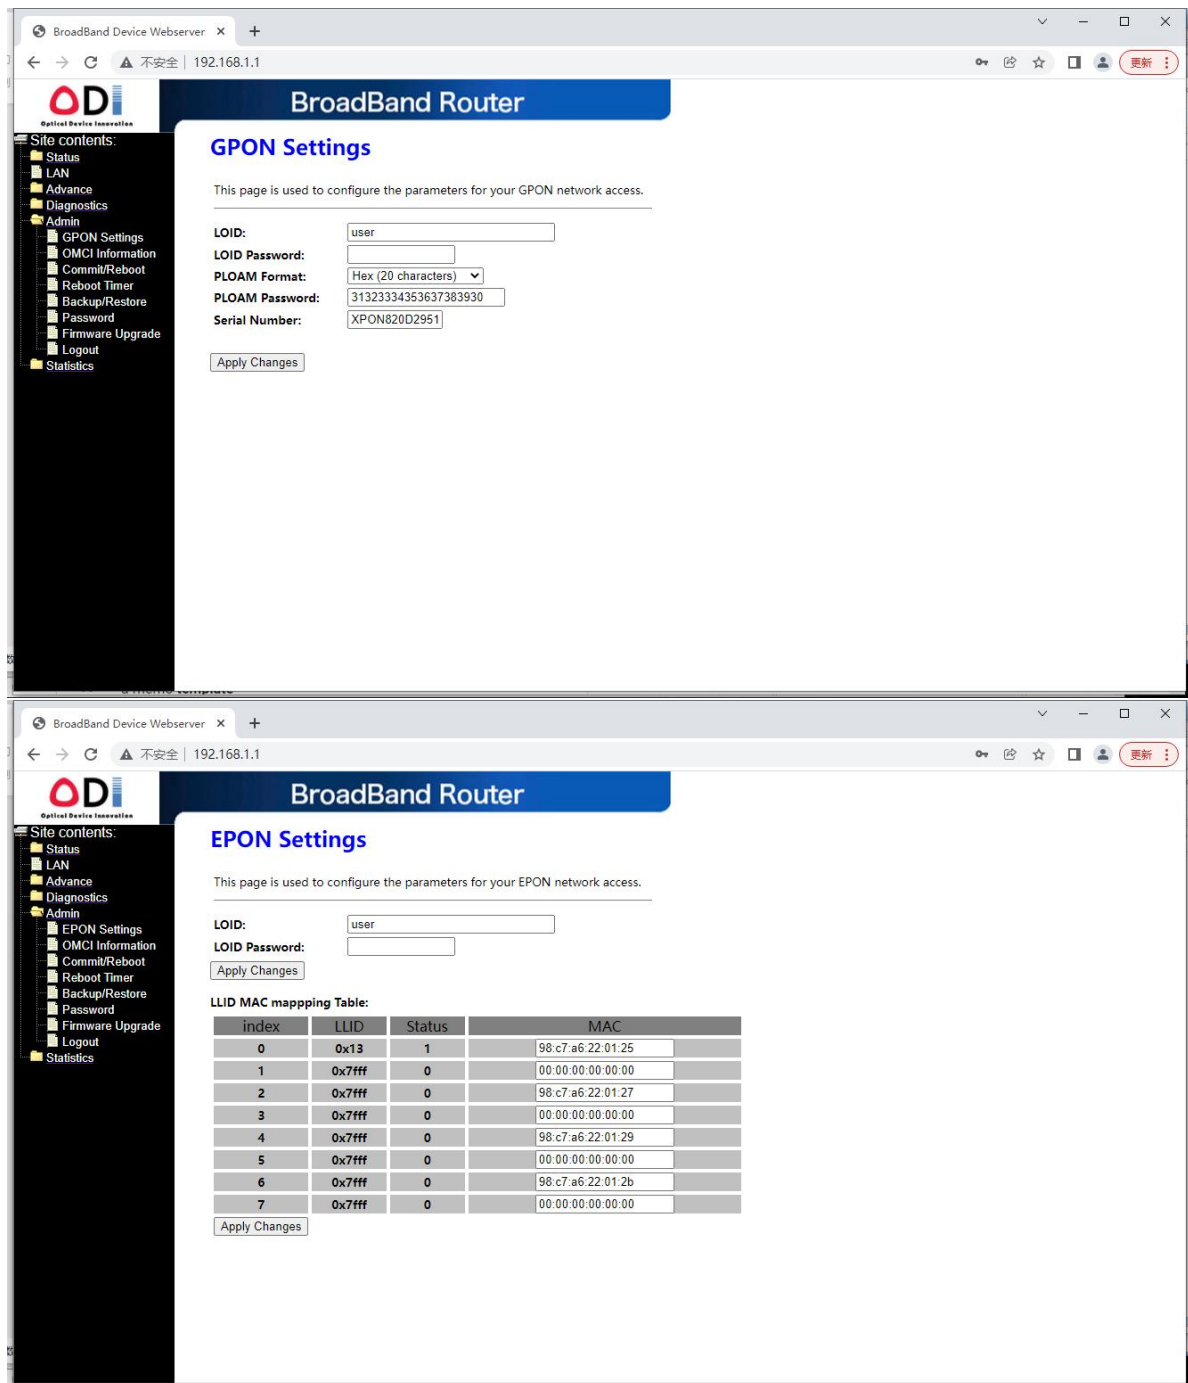 BroadBand Device Webserver
不安全 | 192.168.1.1
更新
ODI
Optical Device Innovation
BroadBand Router
Site contents:
Status
LAN
Advance
Diagnostics
Admin
GPON Settings
OMCI Information
Commit/Reboot
Reboot Timer
Backup/Restore
Password
Firmware Upgrade
Logout
Statistics
GPON Settings
This page is used to configure the parameters for your GPON network access.
LOID: user
LOID Password:
PLOAM Format: Hex (20 characters)
PLOAM Password: 31323334353637383930
Serial Number: XPON820D2951
Apply Changes
BroadBand Device Webserver
不安全 | 192.168.1.1
更新
ODI
Optical Device Innovation
BroadBand Router
Site contents:
Status
LAN
Advance
Diagnostics
Admin
EPON Settings
OMCI Information
Commit/Reboot
Reboot Timer
Backup/Restore
Password
Firmware Upgrade
Logout
Statistics
EPON Settings
This page is used to configure the parameters for your EPON network access.
LOID: user
LOID Password:
Apply Changes
LLID MAC mappping Table:
index LLID Status MAC
0 0x13 1 98:c7:a6:22:01:25
1 0x7fff 0 00:00:00:00:00:00
2 0x7fff 0 98:c7:a6:22:01:27
3 0x7fff 0 00:00:00:00:00:00
4 0x7fff 0 98:c7:a6:22:01:29
5 0x7fff 0 00:00:00:00:00:00
6 0x7fff 0 98:c7:a6:22:01:2b
7 0x7fff 0 00:00:00:00:00:00
Apply Changes